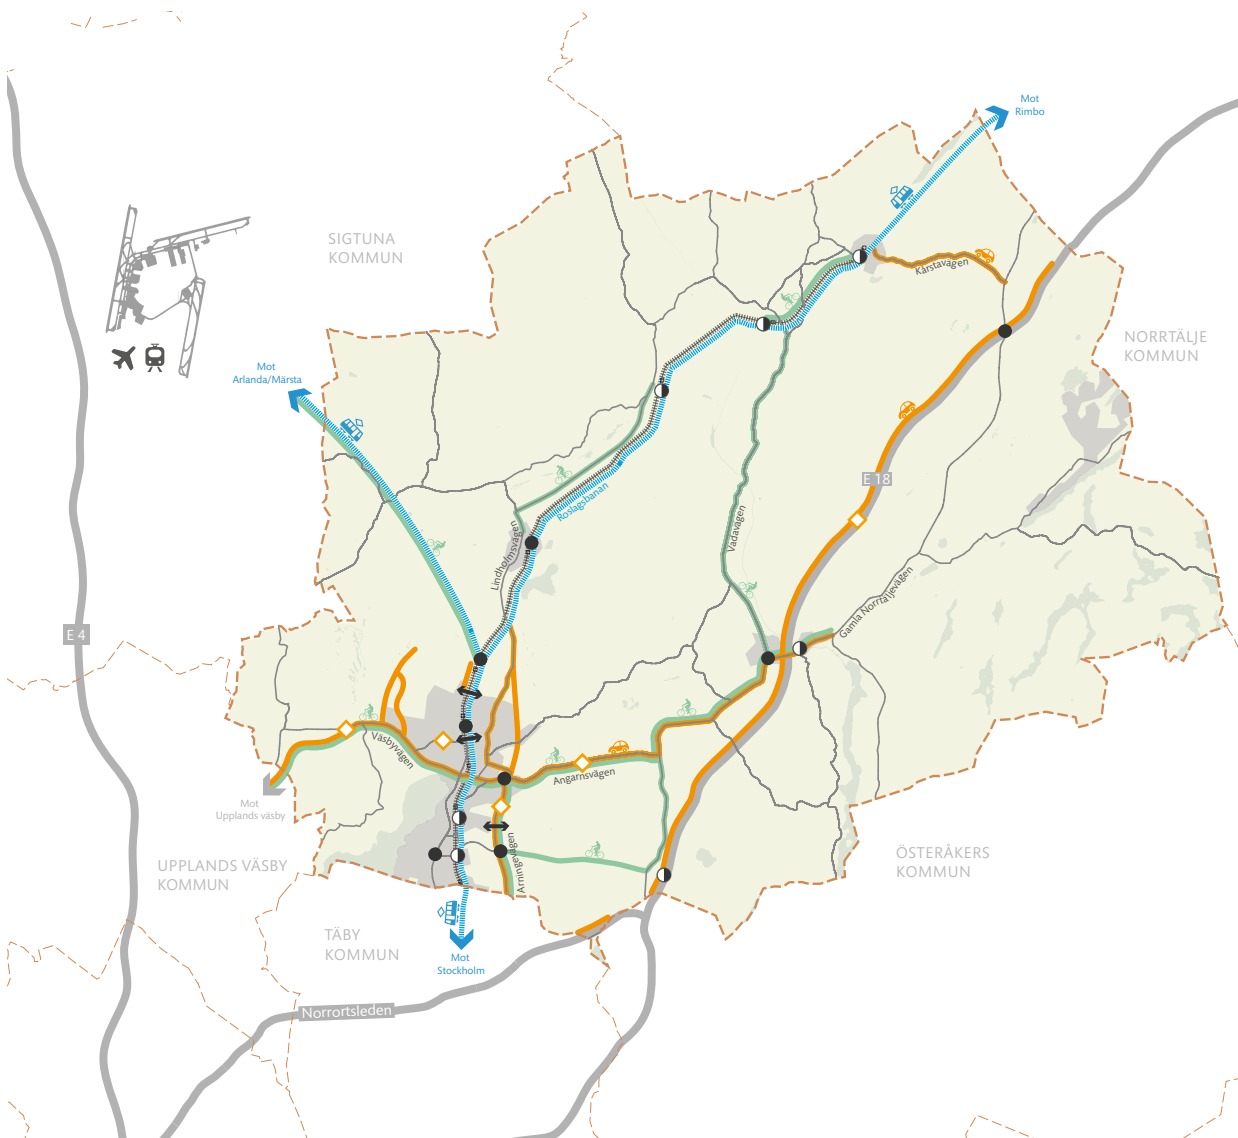 Mot
Rimbo
SIGTUNA
KOMMUN
Kårstavägen
NORRTÄLJE
KOMMUN
Mot
Arlanda/Märsta
E 18
Roslagsbanan
Lindholmsvägen
Vadavägen
Gamla Norrtäljevägen
E 4
Väsbyvägen
Angarnsvägen
Mot
Upplands väsby
Arningevägen
UPPLANDS VÄSBY
KOMMUN
ÖSTERÅKERS
KOMMUN
TÄBY
KOMMUN
Mot
Stockholm
Norrortsleden